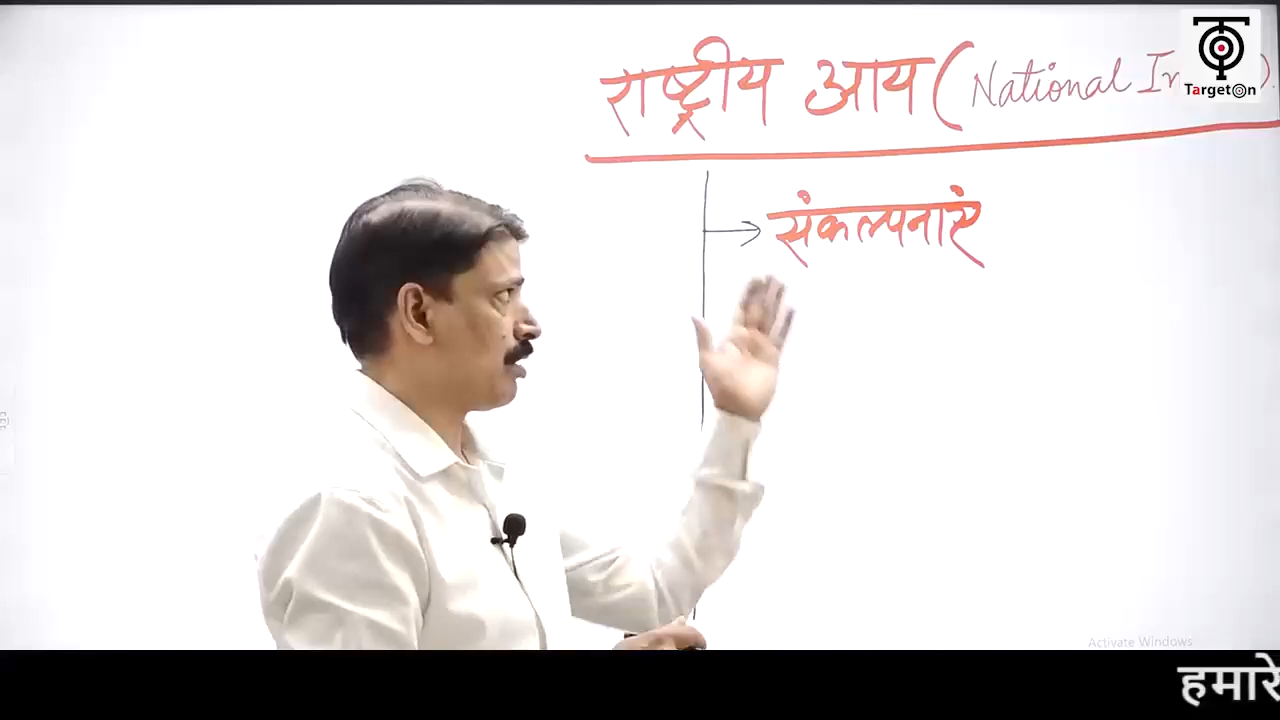 राष्ट्रीय आय (National In
).
TargetOn
संकल्पनाएं
Activate Windows
हमारे